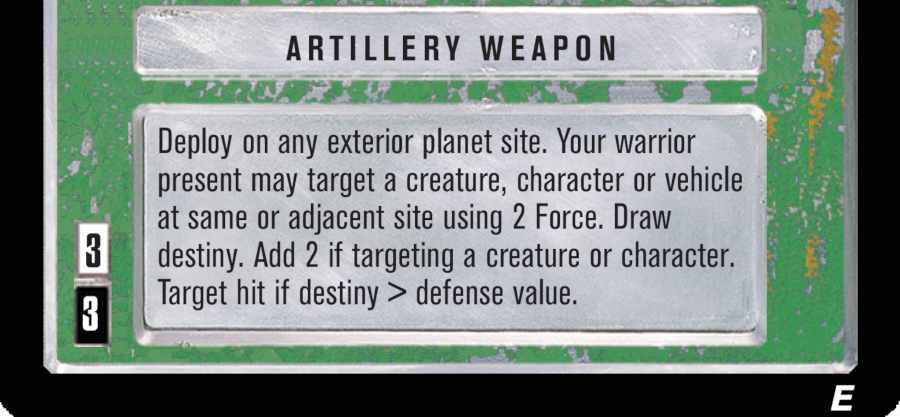 ARTILLERY WEAPON
Deploy on any exterior planet site. Your warrior
present may target a creature, character or vehicle
at same or adjacent site using 2 Force. Draw
destiny. Add 2 if targeting a creature or character.
Target hit if destiny > defense value.
3
3
E